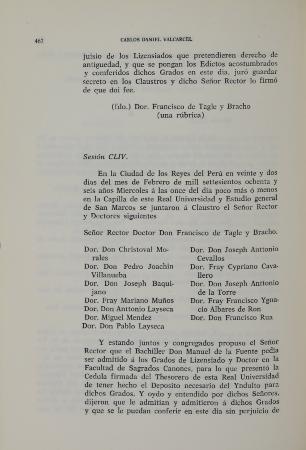 462
CARLOS DANIEL VALCARCEL
juisio de los Lizensiados que pretendieren derecho de
antiguedad, y que se pongan los Edictos acostumbrados
y comferidos dichos Grados en este dia, juró guardar
secreto en los Claustros y dicho Señor Rector lo firmó
de que doi fee.
(fdo.) Dor. Francisco de Tagle y Bracho
(una rúbrica)
Sesión CLIV.
En la Ciudad de los Reyes del Perú en veinte y dos
dias del mes de Febrero de mill settesientos ochenta y
seis años Miercoles á las once del dia poco más ó menos
en la Capilla de este Real Universidad y Estudio general
de San Marcos se juntaron á Claustro el Señor Rector
y Doctores siguientes
Señor Rector Doctor Don Francisco de Tagle y Bracho.
Dor. Don Christoval Mo-
rales
Dor. Don Pedro Joachin
Villanueba
Dor. Don Joseph Baqui-
jano
Dor. Fray Mariano Muños
Dor. Don Antonio Layseca
Dor. Miguel Mendez
Dor. Don Pablo Layseca
Dor. Don Joseph Antonio
Cevallos
Dor. Fray Cypriano Cava-
llero
Dor. Don Joseph Antonio
de la Torre
Dor. Fray Francisco Ygna-
cio Albares de Ron
Dor. Don Francisco Rua
Y estando juntos y congregados propuso el Señor
Rector que el Bachiller Don Manuel de la Fuente pedia
ser admitido á los Grados de Lizensiado y Doctor en la
Facultad de Sagrados Canones, para lo que presentó la
Cedula firmada del Thesorero de esta Real Universidad
de tener hecho el Deposito necesario del Ynduito para
dichos Grados. Y oydo y entendido por dichos Señores,
dijeron que le admitian y admitieron á dichos Grados
y que se le puedan conferir en este dia sin perjuicio de